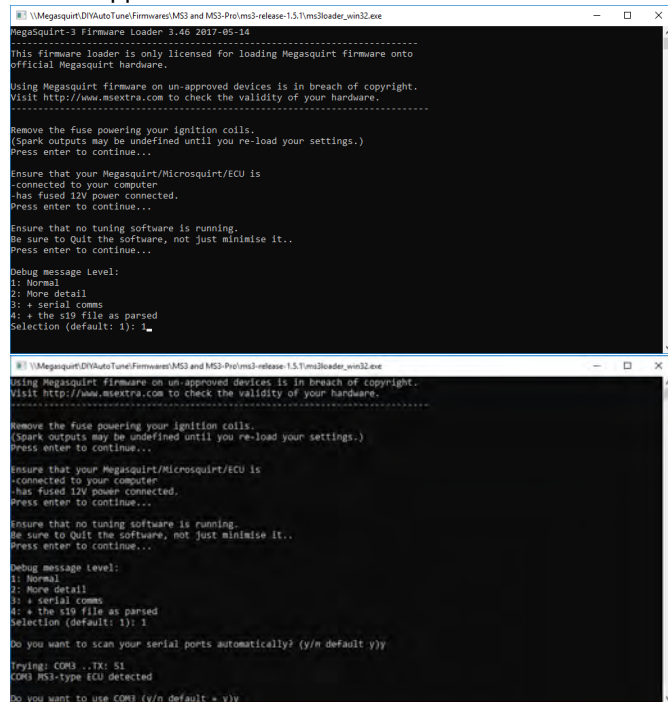 \\Megasquirt\DIYAutoTune\Firmwares\MS3 and MS3-Pro\ms3-release-1.5.1\ms3loader_win32.exe
MegaSquirt-3 Firmware Loader 3.46 2017-05-14
--------------------------------------------------------------------
This firmware loader is only licensed for loading Megasquirt firmware onto
official Megasquirt hardware.
Using Megasquirt firmware on un-approved devices is in breach of copyright.
Visit http://www.msextra.com to check the validity of your hardware.
----------------------------------------------------------------------
Remove the fuse powering your ignition coils.
(Spark outputs may be undefined until you re-load your settings.)
Press enter to continue...
Ensure that your Megasquirt/Microsquirt/ECU is
-connected to your computer
-has fused 12V power connected.
Press enter to continue...
Ensure that no tuning software is running.
Be sure to Quit the software, not just minimise it..
Press enter to continue...
Debug message Level:
1: Normal
2: More detail
3: + serial comms
4: + the s19 file as parsed
Selection (default: 1): 1
\\Megasquirt\DIYAutoTune\Firmwares\MS3 and MS3-Pro\ms3-release-1.5.1\ms3loader_win32.exe
Using Megasquirt firmware on un-approved devices is in breach of copyright.
Visit http://www.msextra.com to check the validity of your hardware.
----------------------------------------------------------------------
Remove the fuse powering your ignition coils.
(Spark outputs may be undefined until you re-load your settings.)
Press enter to continue...
Ensure that your Megasquirt/Microsquirt/ECU is
-connected to your computer
-has fused 12V power connected.
Press enter to continue...
Ensure that no tuning software is running.
Be sure to Quit the software, not just minimise it..
Press enter to continue...
Debug message Level:
1: Normal
2: More detail
3: + serial comms
4: + the s19 file as parsed
Selection (default: 1): 1
Do you want to scan your serial ports automatically? (y/n default y)y
Trying: COM3 ..TX: S1
COM3 MS3-type ECU detected
Do you want to use COM3 (y/n default = y)y